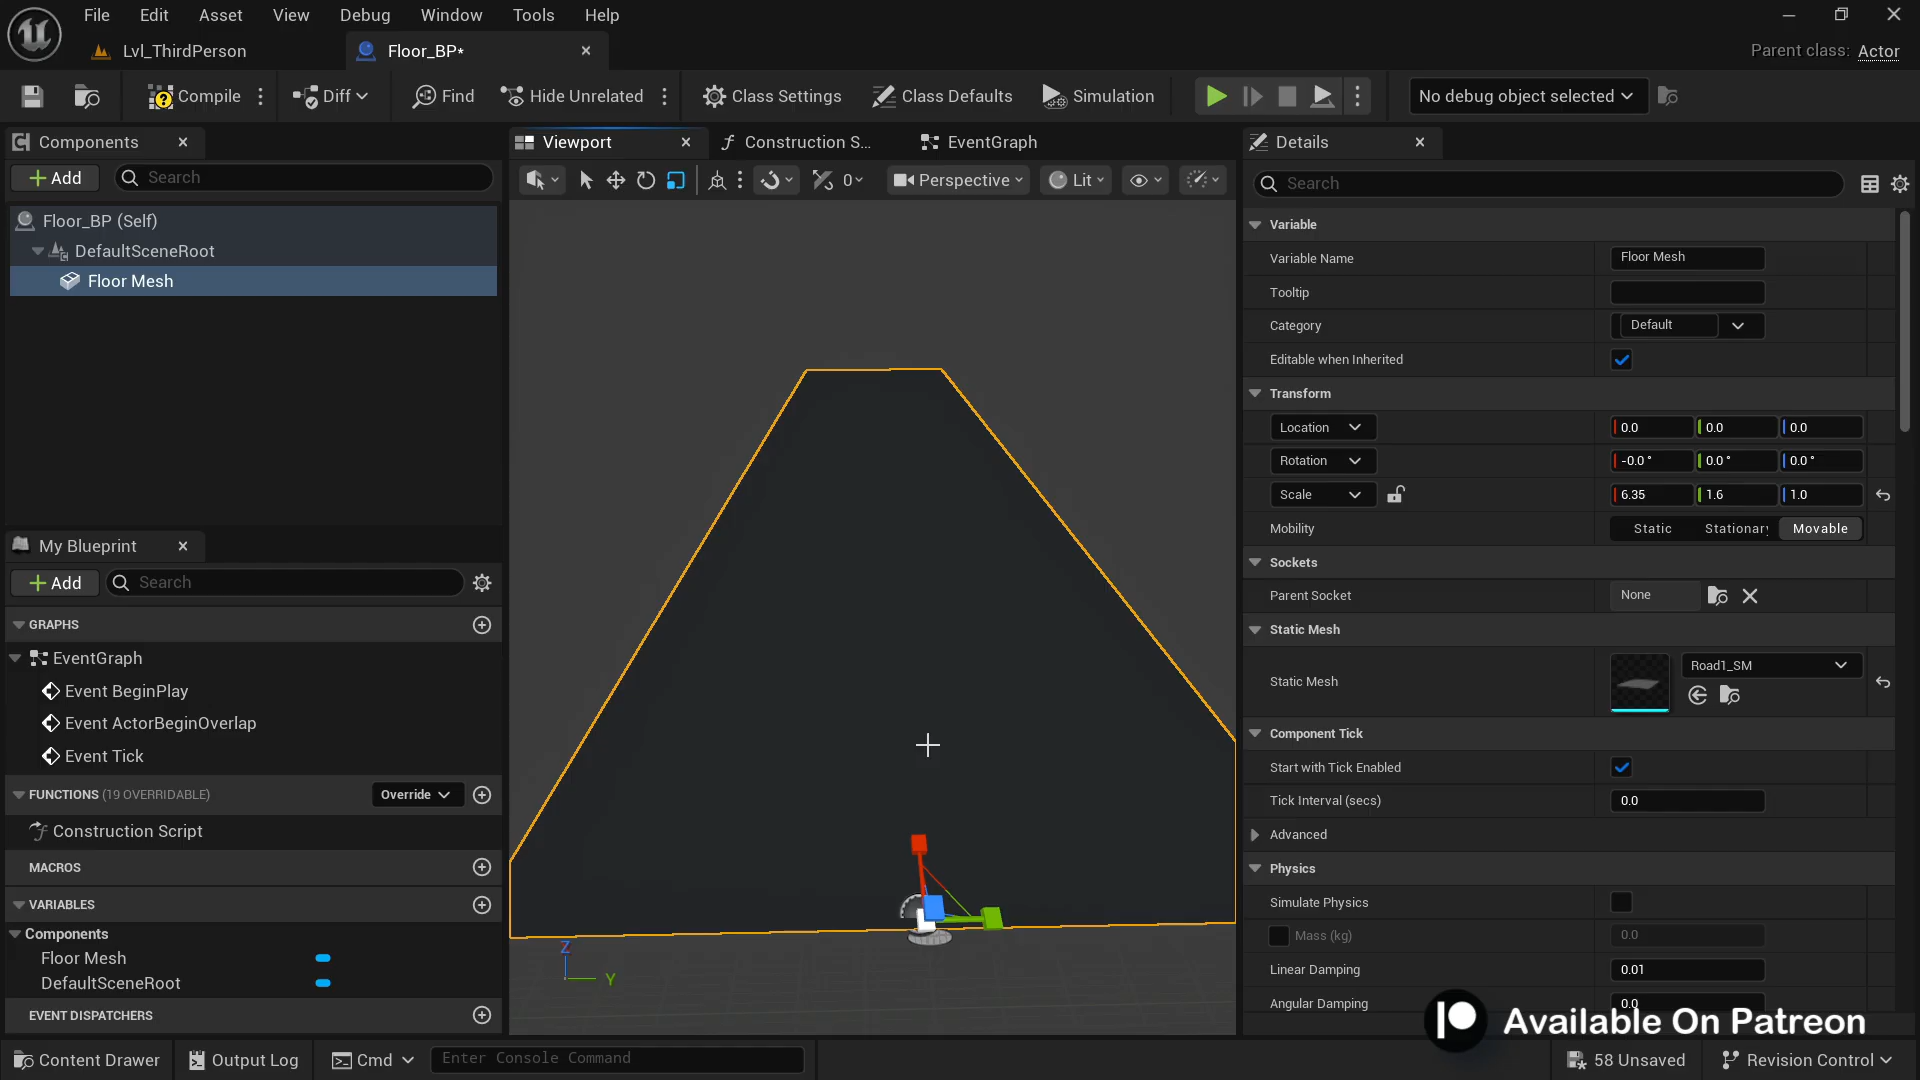 File Edit Asset View Debug Window Tools Help
Lvl_ThirdPerson
Floor_BP*
Parent class: Actor
Compile
Diff
Find
Hide Unrelated
Class Settings
Class Defaults
Simulation
No debug object selected
Components
Add
Search
Floor_BP (Self)
DefaultSceneRoot
Floor Mesh
My Blueprint
Add
Search
GRAPHS
EventGraph
Event BeginPlay
Event ActorBeginOverlap
Event Tick
FUNCTIONS (19 OVERRIDABLE)
Override
Construction Script
MACROS
VARIABLES
Components
Floor Mesh
DefaultSceneRoot
EVENT DISPATCHERS
Viewport
Construction S...
EventGraph
0
Perspective
Lit
Z
Y
Details
Search
Variable
Variable Name Floor Mesh
Tooltip
Category Default
Editable when Inherited
Transform
Location 0.0 0.0 0.0
Rotation -0.0 ° 0.0 ° 0.0 °
Scale 6.35 1.6 1.0
Mobility Static Stationary Movable
Sockets
Parent Socket None
Static Mesh
Static Mesh Road1_SM
Component Tick
Start with Tick Enabled
Tick Interval (secs) 0.0
Advanced
Physics
Simulate Physics
Mass (kg) 0.0
Linear Damping 0.01
Angular Damping 0.0
Available On Patreon
Content Drawer
Output Log
Cmd
Enter Console Command
58 Unsaved
Revision Control